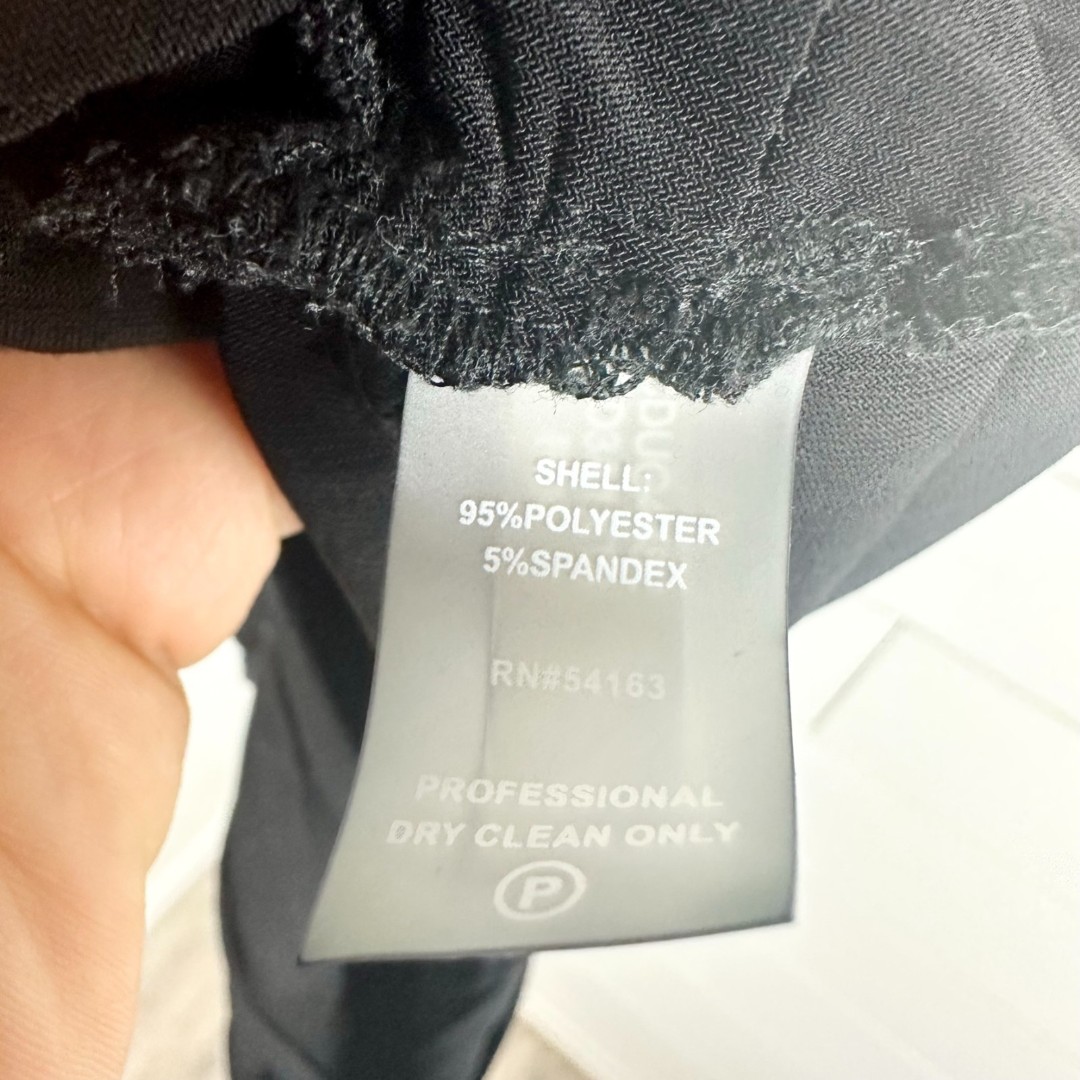 SHELL:
95%POLYESTER
5%SPANDEX
RN#54163
PROFESSIONAL
DRY CLEAN ONLY
P